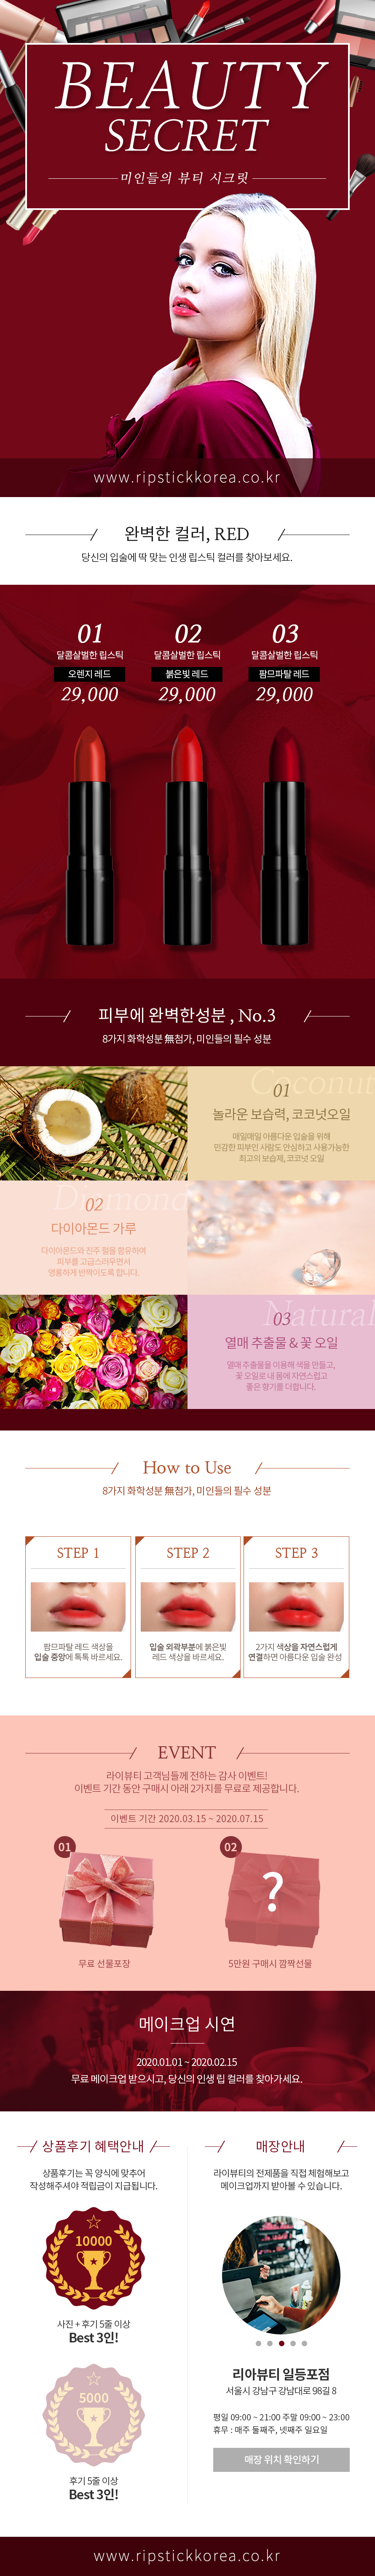 BEAUTY
SECRET
미인들의 뷰티 시크릿
www.ripstickkorea.co.kr
완벽한 컬러, RED
당신의 입술에 딱 맞는 인생 립스틱 컬러를 찾아보세요.
01
달콤살벌한 립스틱
오렌지 레드
29,000
02
달콤살벌한 립스틱
붉은빛 레드
29,000
03
달콤살벌한 립스틱
팜므파탈 레드
29,000
피부에 완벽한성분 , No.3
8가지 화학성분 無첨가, 미인들의 필수 성분
Coconut
01
놀라운 보습력, 코코넛오일
매일매일 아름다운 입술을 위해
민감한 피부인 사람도 안심하고 사용가능한
최고의 보습제, 코코넛 오일
Diamond
02
다이아몬드 가루
다이아몬드와 진주 펄을 함유하여
피부를 고급스러우면서
영롱하게 반짝이도록 합니다.
Natural
03
열매 추출물 & 꽃 오일
열매 추출물을 이용해 색을 만들고,
꽃 오일로 내 몸에 자연스럽고
좋은 향기를 더합니다.
How to Use
8가지 화학성분 無첨가, 미인들의 필수 성분
STEP 1
팜므파탈 레드 색상을
입술 중앙에 톡톡 바르세요.
STEP 2
입술 외곽부분에 붉은빛
레드 색상을 바르세요.
STEP 3
2가지 색상을 자연스럽게
연결하면 아름다운 입술 완성
EVENT
라이뷰티 고객님들께 전하는 감사 이벤트!
이벤트 기간 동안 구매시 아래 2가지를 무료로 제공합니다.
이벤트 기간 2020.03.15 ~ 2020.07.15
01
무료 선물포장
02
?
5만원 구매시 깜짝선물
메이크업 시연
2020.01.01 ~ 2020.02.15
무료 메이크업 받으시고, 당신의 인생 립 컬러를 찾아가세요.
상품후기 혜택안내
상품후기는 꼭 양식에 맞추어
작성해주셔야 적립금이 지급됩니다.
10000
사진 + 후기 5줄 이상
Best 3인!
5000
후기 5줄 이상
Best 3인!
매장안내
라이뷰티의 전제품을 직접 체험해보고
메이크업까지 받아볼 수 있습니다.
리아뷰티 일등포점
서울시 강남구 강남대로 98길 8
평일 09:00 ~ 21:00 주말 09:00 ~ 23:00
휴무 : 매주 둘째주, 넷째주 일요일
매장 위치 확인하기
www.ripstickkorea.co.kr